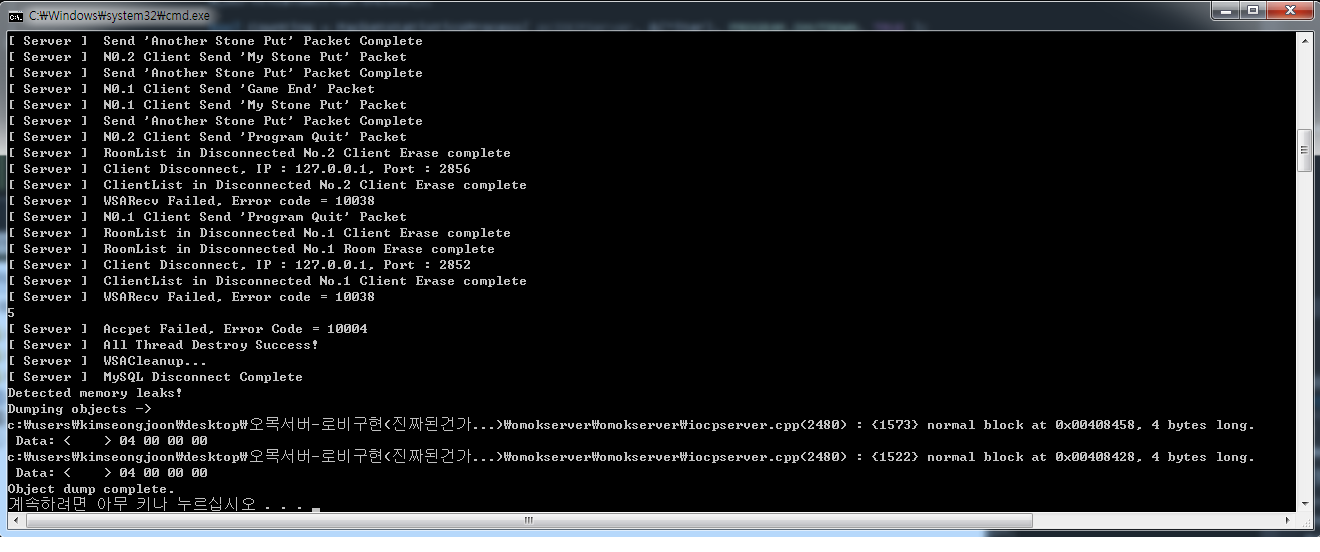 C:\Windows\system32\cmd.exe
[ Server ]  Send 'Another Stone Put' Packet Complete
[ Server ]  N0.2 Client Send 'My Stone Put' Packet
[ Server ]  Send 'Another Stone Put' Packet Complete
[ Server ]  N0.1 Client Send 'Game End' Packet
[ Server ]  N0.1 Client Send 'My Stone Put' Packet
[ Server ]  Send 'Another Stone Put' Packet Complete
[ Server ]  N0.2 Client Send 'Program Quit' Packet
[ Server ]  RoomList in Disconnected No.2 Client Erase complete
[ Server ]  Client Disconnect, IP : 127.0.0.1, Port : 2856
[ Server ]  ClientList in Disconnected No.2 Client Erase complete
[ Server ]  WSARecv Failed, Error code = 10038
[ Server ]  N0.1 Client Send 'Program Quit' Packet
[ Server ]  RoomList in Disconnected No.1 Client Erase complete
[ Server ]  RoomList in Disconnected No.1 Room Erase complete
[ Server ]  Client Disconnect, IP : 127.0.0.1, Port : 2852
[ Server ]  ClientList in Disconnected No.1 Client Erase complete
[ Server ]  WSARecv Failed, Error code = 10038
5
[ Server ]  Accpet Failed, Error Code = 10004
[ Server ]  All Thread Destroy Success!
[ Server ]  WSACleanup...
[ Server ]  MySQL Disconnect Complete
Detected memory leaks!
Dumping objects ->
c:₩users₩kimseongjoon₩desktop₩오목서버-로비구현(진짜된건가...)₩omokserver₩omokserver₩iocpserver.cpp(2480) : {1573} normal block at 0x00408458, 4 bytes long.
 Data: <    > 04 00 00 00
c:₩users₩kimseongjoon₩desktop₩오목서버-로비구현(진짜된건가...)₩omokserver₩omokserver₩iocpserver.cpp(2480) : {1522} normal block at 0x00408428, 4 bytes long.
 Data: <    > 04 00 00 00
Object dump complete.
계속하려면 아무 키나 누르십시오 . . .